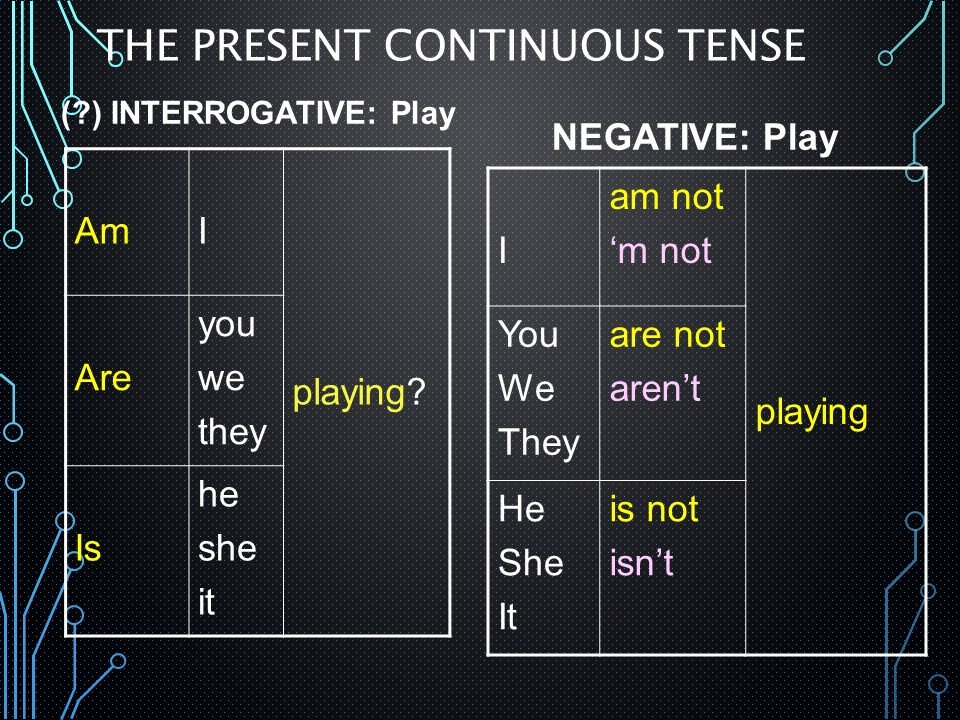 THE PRESENT CONTINUOUS TENSE
(?) INTERROGATIVE: Play
Am
I
Are
you
we
they
Is
he
she
it
playing?
NEGATIVE: Play
I
am not
‘m not
You
We
They
are not
aren’t
He
She
It
is not
isn’t
playing